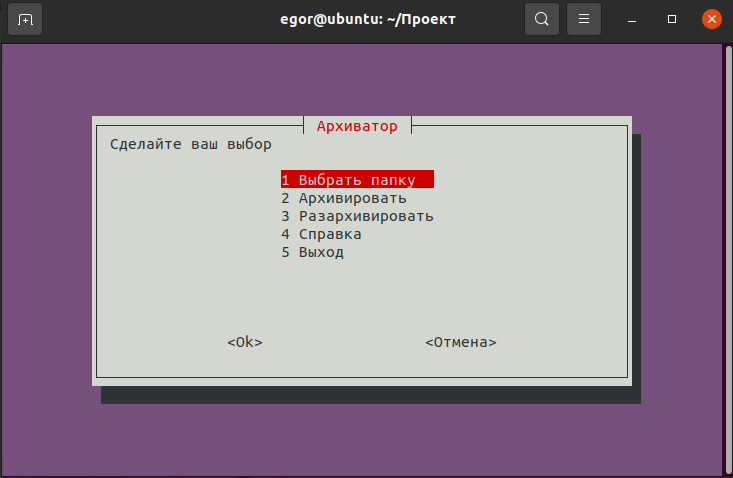 egor@ubuntu: ~/Проект
Архиватор
Сделайте ваш выбор
1 Выбрать папку
2 Архивировать
3 Разархивировать
4 Справка
5 Выход
<Ok> <Отмена>